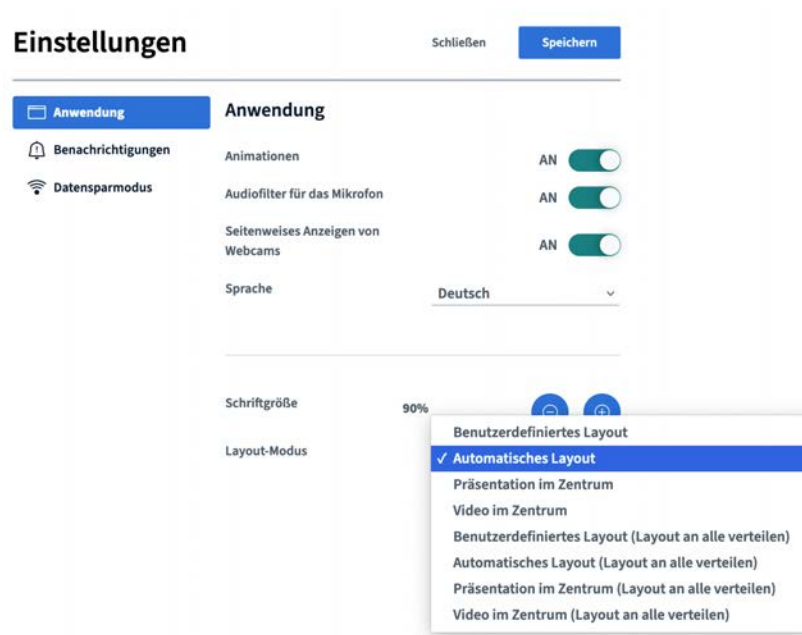 Einstellungen
Schließen
Speichern
Anwendung
Benachrichtigungen
Datensparmodus
Anwendung
Animationen
AN
Audiofilter für das Mikrofon
AN
Seitenweises Anzeigen von
Webcams
AN
Sprache
Deutsch
Schriftgröße
90%
Layout-Modus
Benutzerdefiniertes Layout
✓ Automatisches Layout
Präsentation im Zentrum
Video im Zentrum
Benutzerdefiniertes Layout (Layout an alle verteilen)
Automatisches Layout (Layout an alle verteilen)
Präsentation im Zentrum (Layout an alle verteilen)
Video im Zentrum (Layout an alle verteilen)